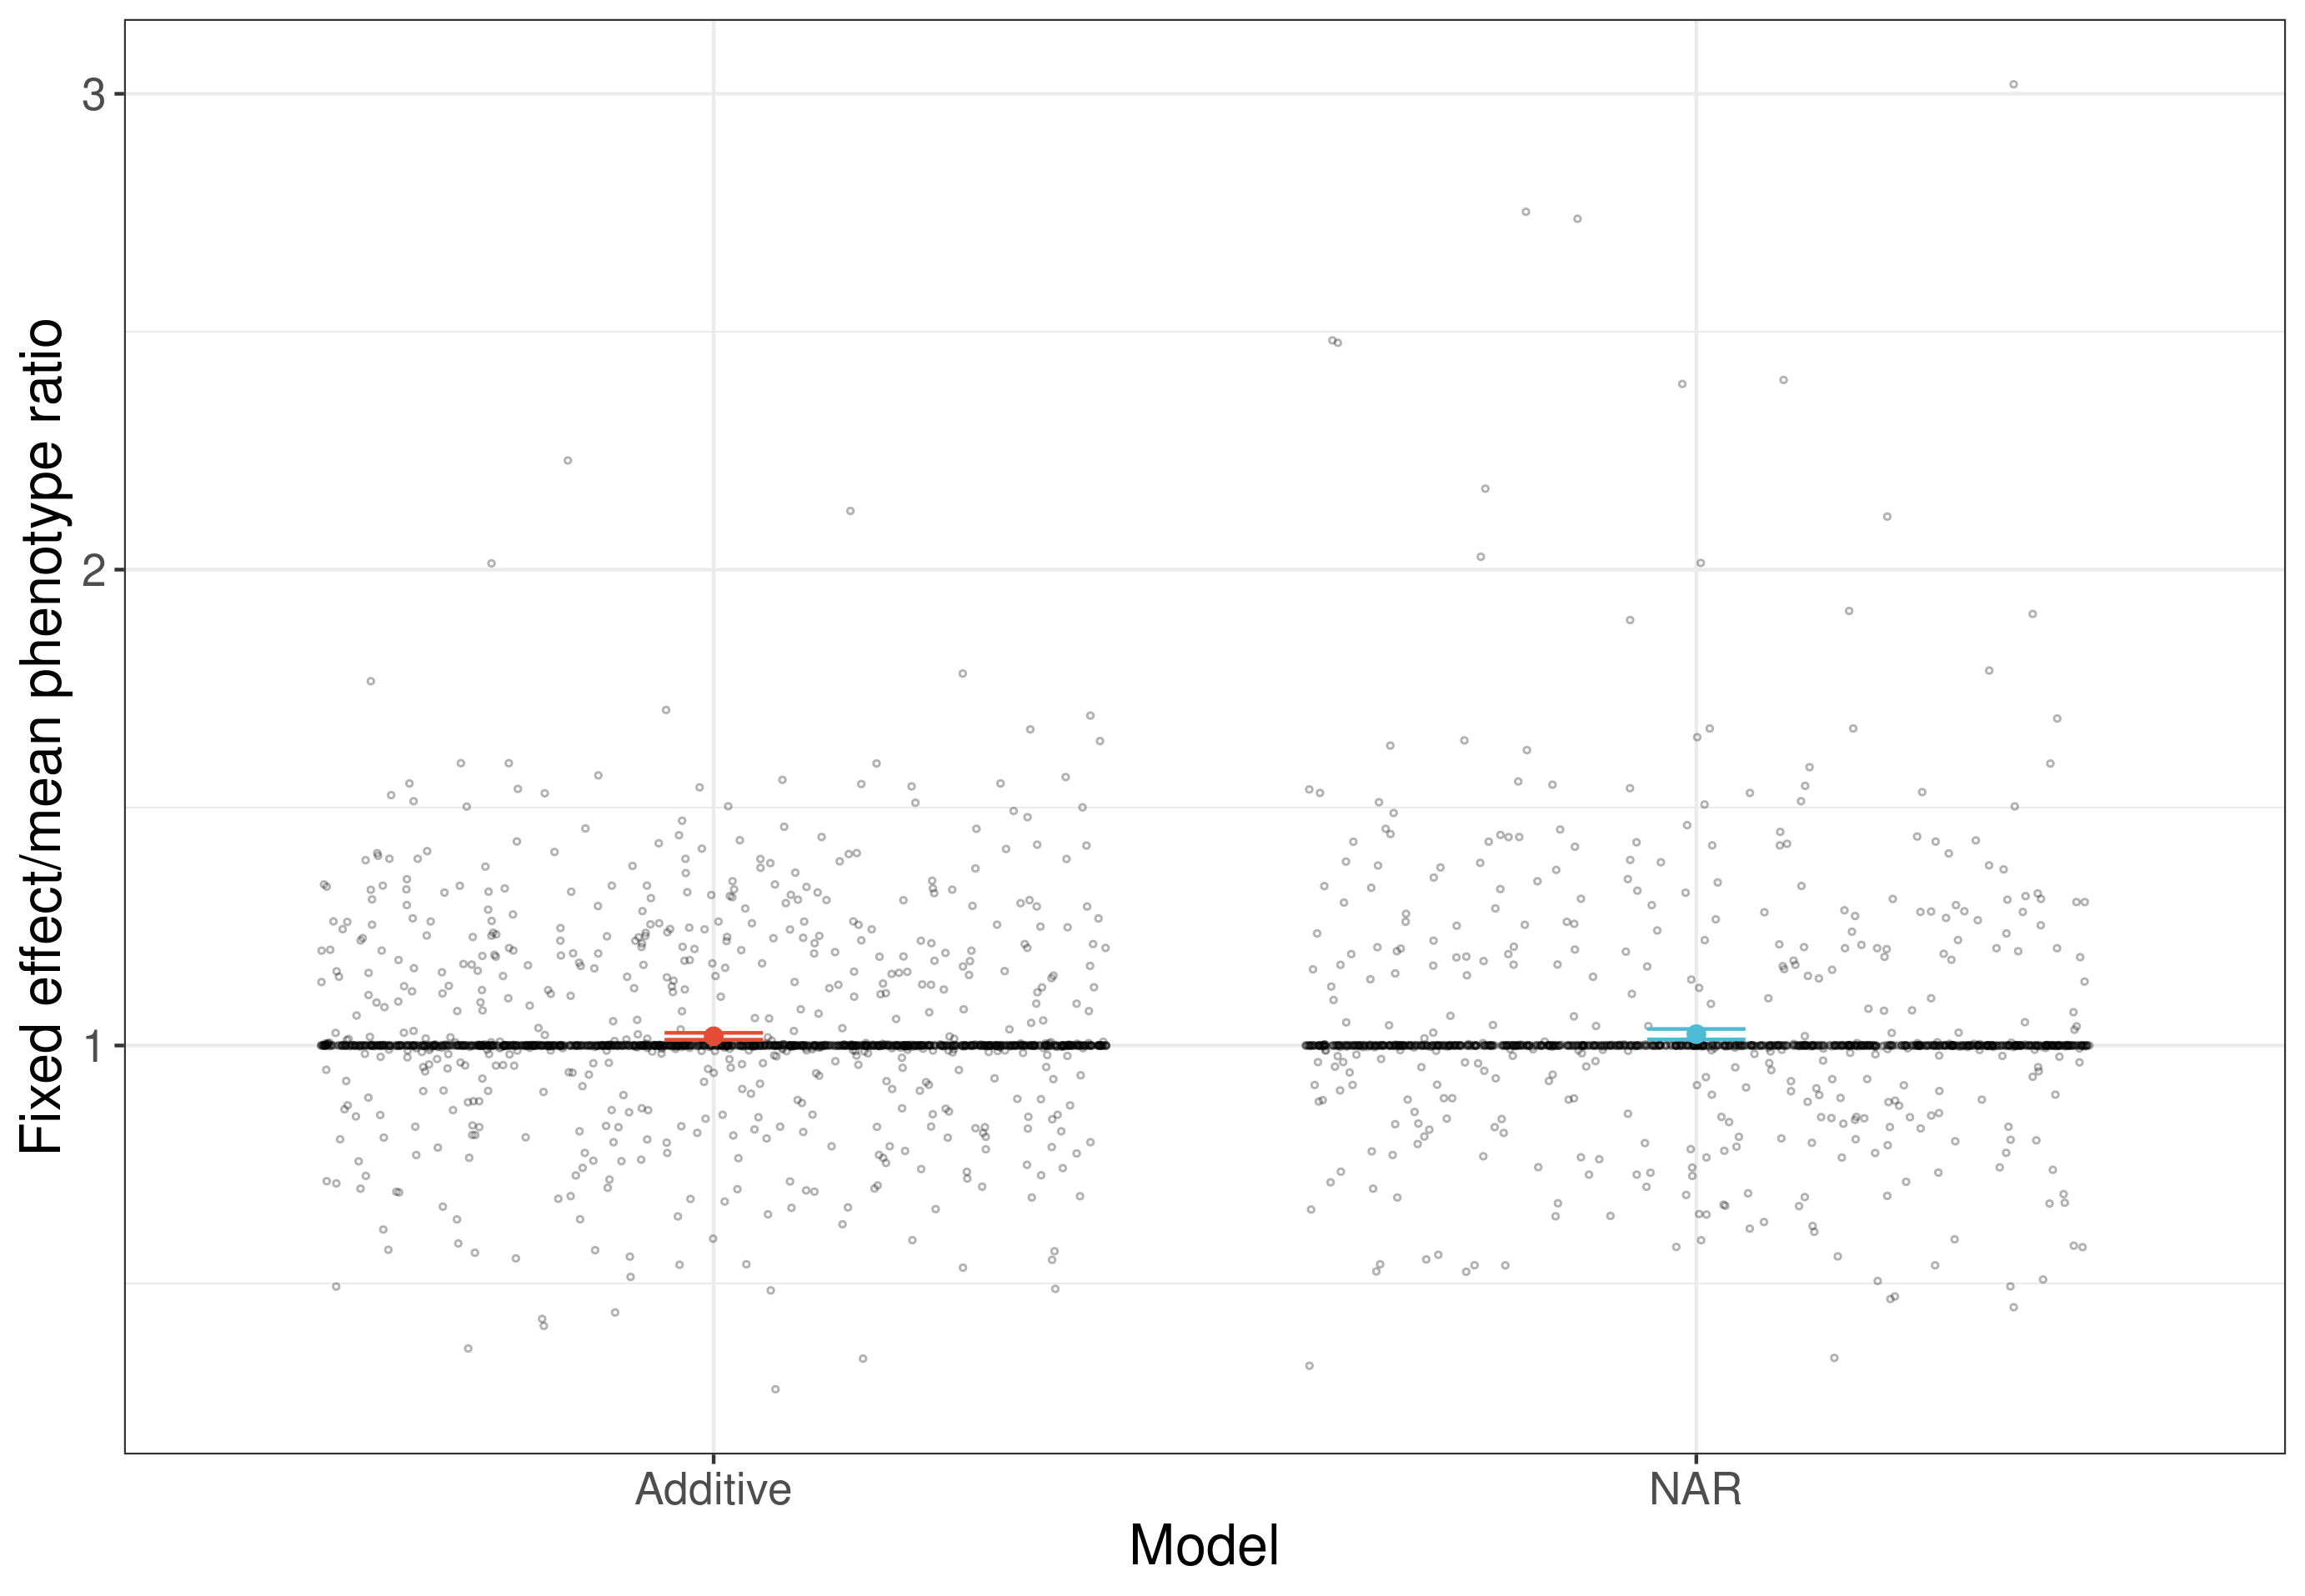 Fixed effect/mean phenotype ratio
3
2
1
Additive
NAR
Model